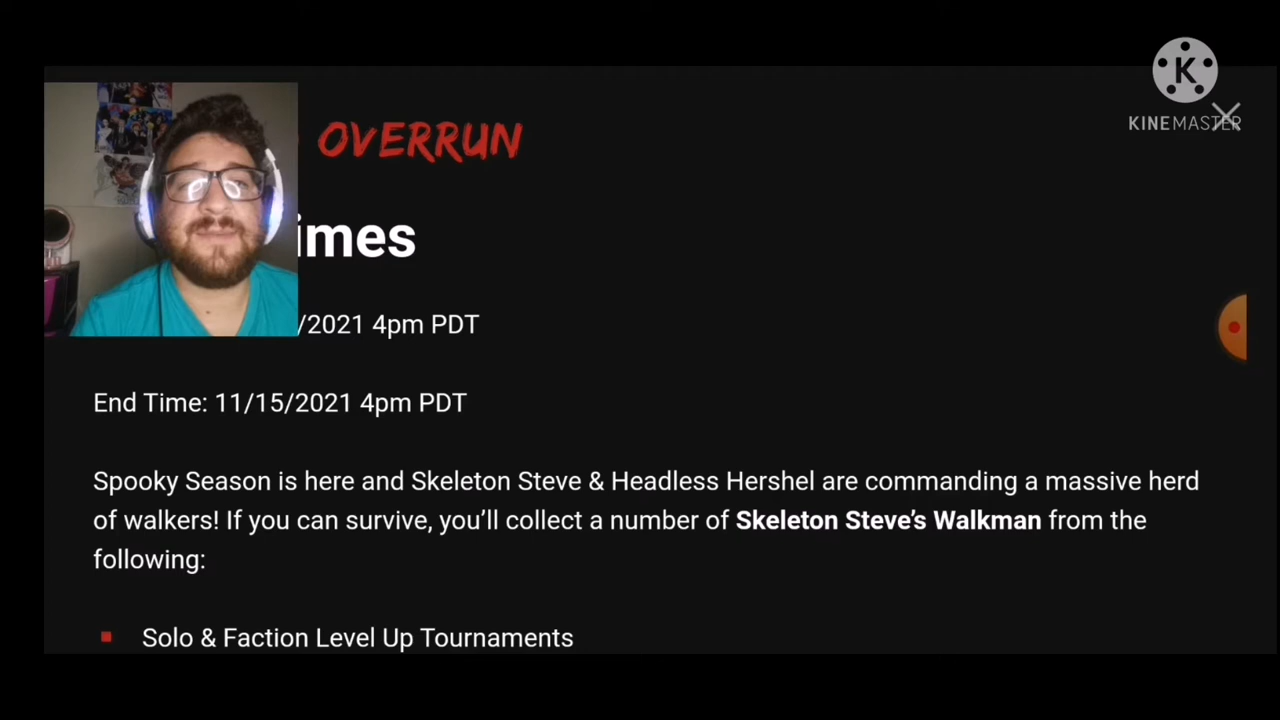 K
KINEMASTER
OVERRUN
imes
/2021 4pm PDT
End Time: 11/15/2021 4pm PDT
Spooky Season is here and Skeleton Steve & Headless Hershel are commanding a massive herd
of walkers! If you can survive, you’ll collect a number of Skeleton Steve’s Walkman from the
following:
Solo & Faction Level Up Tournaments